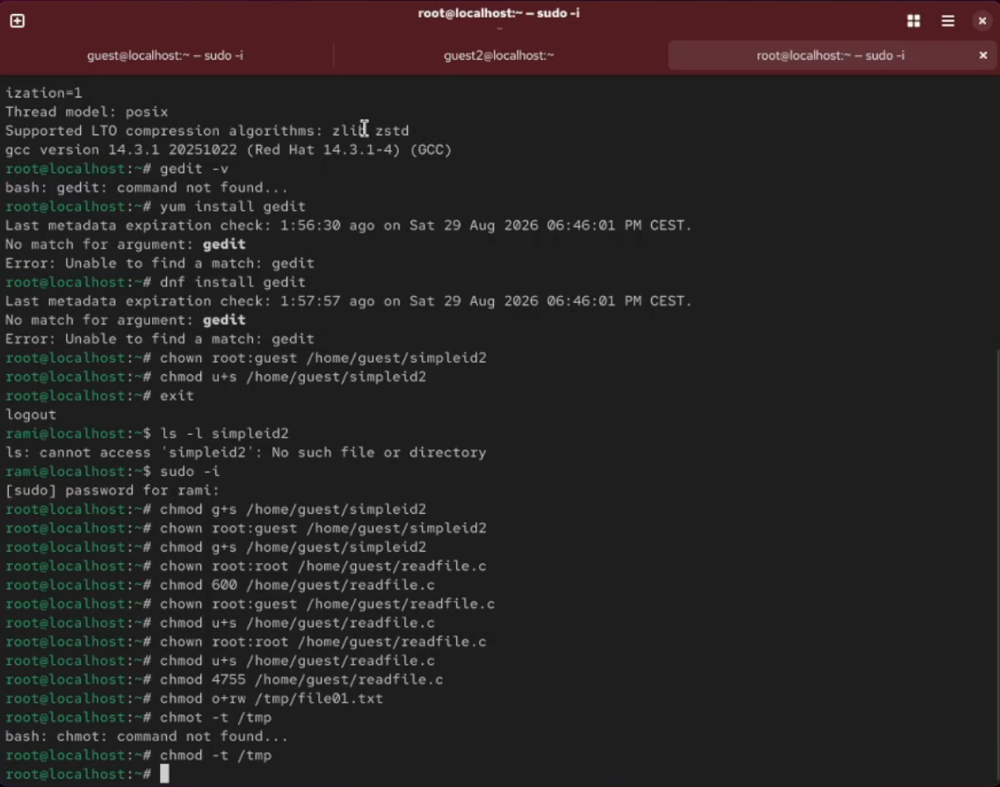 root@localhost:~ — sudo -i
~
guest@localhost:~ — sudo -i
guest2@localhost:~
root@localhost:~ — sudo -i
ization=1
Thread model: posix
Supported LTO compression algorithms: zlib zstd
gcc version 14.3.1 20251022 (Red Hat 14.3.1-4) (GCC)
root@localhost:~# gedit -v
bash: gedit: command not found...
root@localhost:~# yum install gedit
Last metadata expiration check: 1:56:30 ago on Sat 29 Aug 2026 06:46:01 PM CEST.
No match for argument: gedit
Error: Unable to find a match: gedit
root@localhost:~# dnf install gedit
Last metadata expiration check: 1:57:57 ago on Sat 29 Aug 2026 06:46:01 PM CEST.
No match for argument: gedit
Error: Unable to find a match: gedit
root@localhost:~# chown root:guest /home/guest/simpleid2
root@localhost:~# chmod u+s /home/guest/simpleid2
root@localhost:~# exit
logout
rami@localhost:~$ ls -l simpleid2
ls: cannot access 'simpleid2': No such file or directory
rami@localhost:~$ sudo -i
[sudo] password for rami:
root@localhost:~# chmod g+s /home/guest/simpleid2
root@localhost:~# chown root:guest /home/guest/simpleid2
root@localhost:~# chmod g+s /home/guest/simpleid2
root@localhost:~# chown root:root /home/guest/readfile.c
root@localhost:~# chmod 600 /home/guest/readfile.c
root@localhost:~# chown root:guest /home/guest/readfile.c
root@localhost:~# chmod u+s /home/guest/readfile.c
root@localhost:~# chown root:root /home/guest/readfile.c
root@localhost:~# chmod u+s /home/guest/readfile.c
root@localhost:~# chmod 4755 /home/guest/readfile.c
root@localhost:~# chmod o+rw /tmp/file01.txt
root@localhost:~# chmot -t /tmp
bash: chmot: command not found...
root@localhost:~# chmod -t /tmp
root@localhost:~#